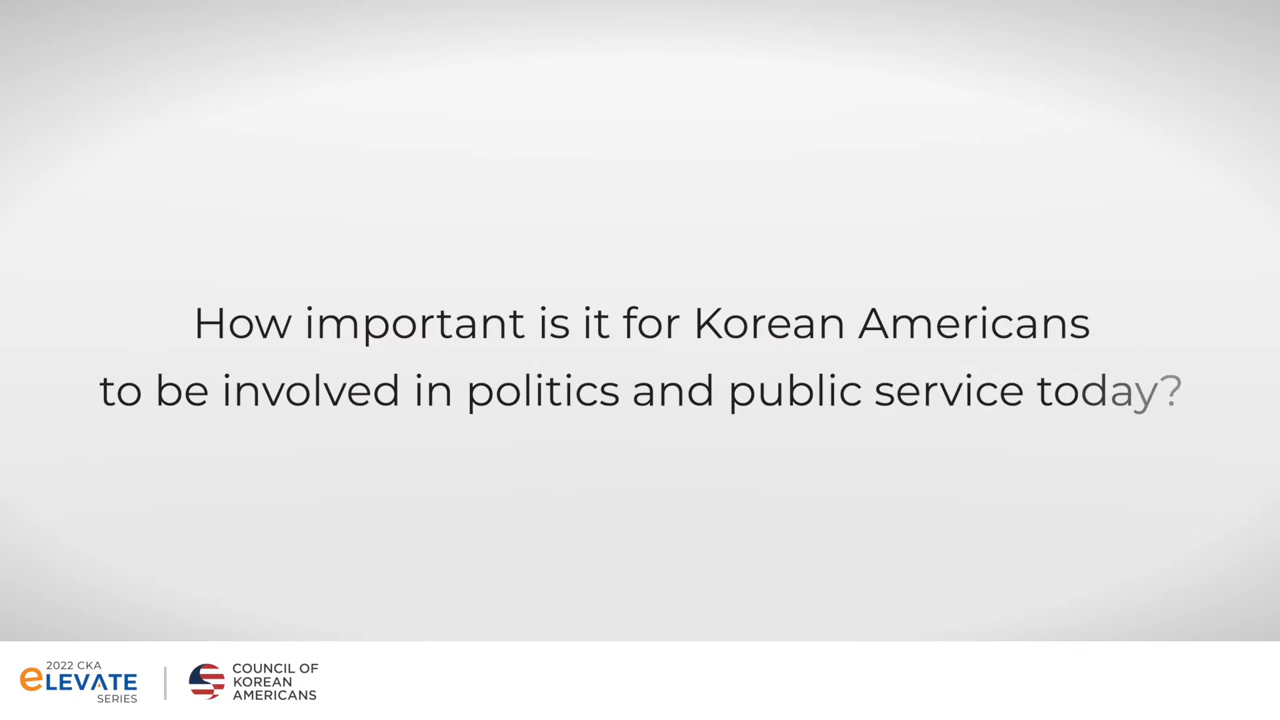 How important is it for Korean Americans
to be involved in politics and public service today?
2022 CKA
eLEVATE
SERIES
COUNCIL OF
KOREAN
AMERICANS